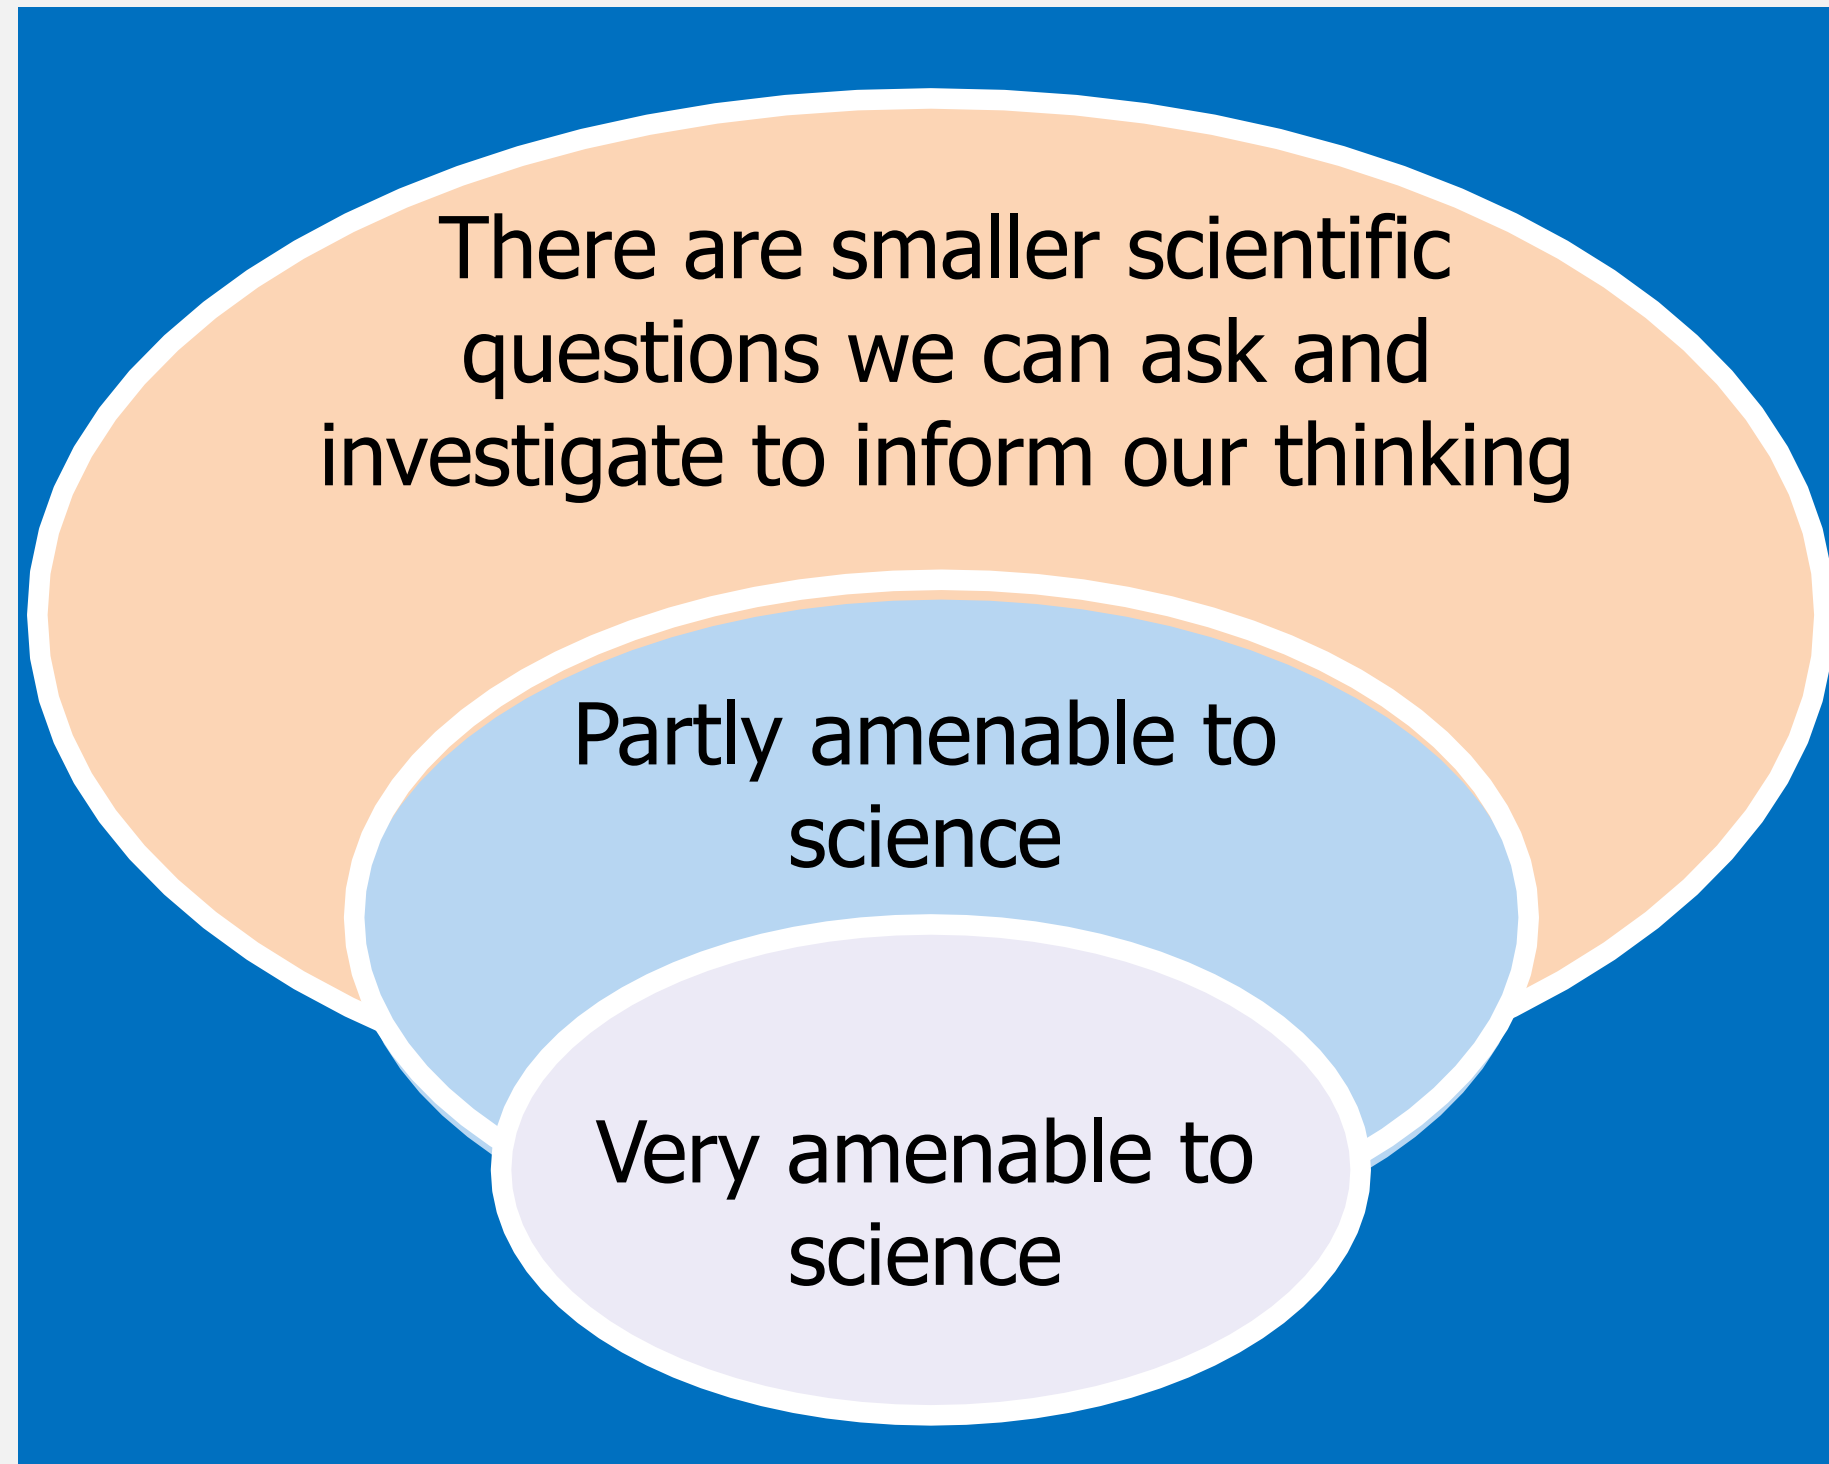 There are smaller scientific
questions we can ask and
investigate to inform our thinking
Partly amenable to
science
Very amenable to
science